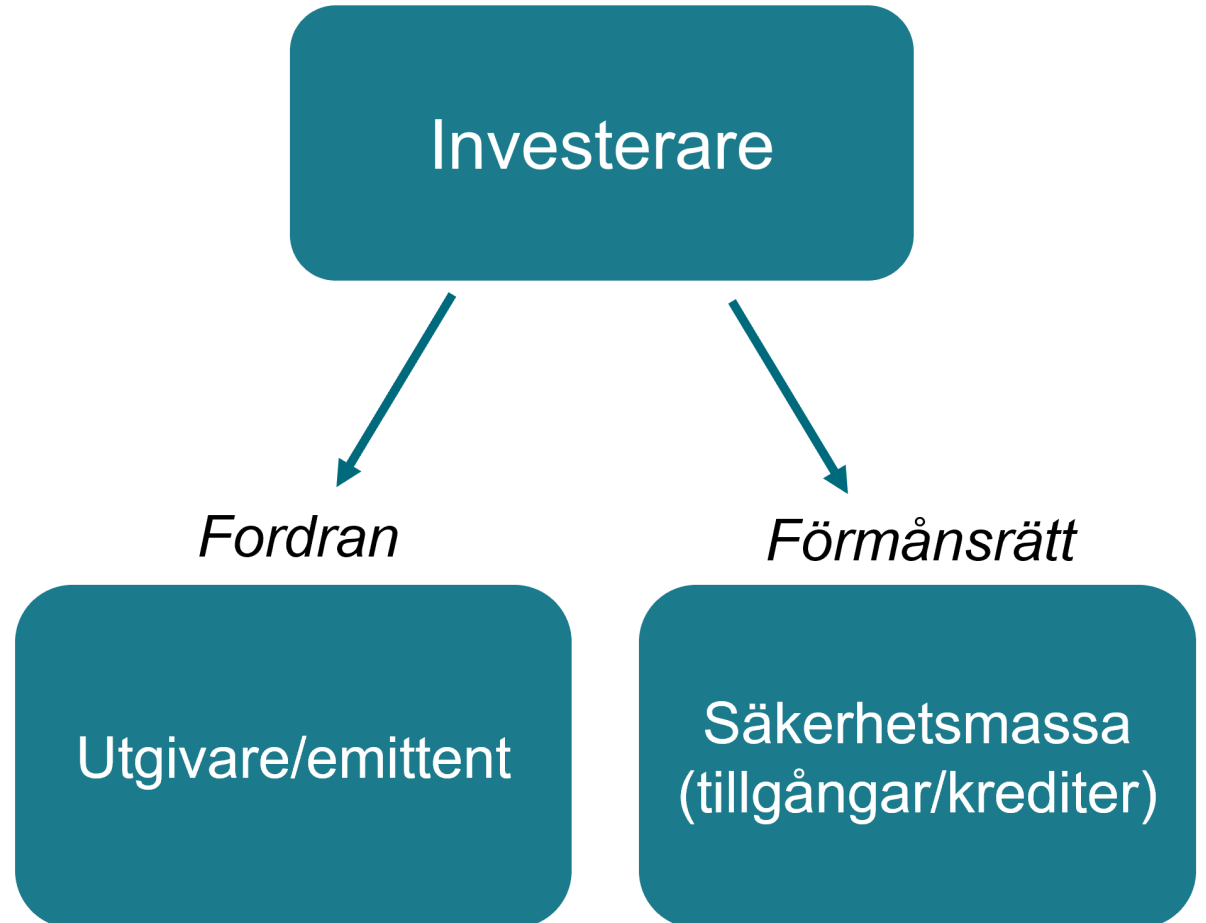 Investerare
Fordran
Förmånsrätt
Utgivare/emittent
Säkerhetsmassa
(tillgångar/krediter)